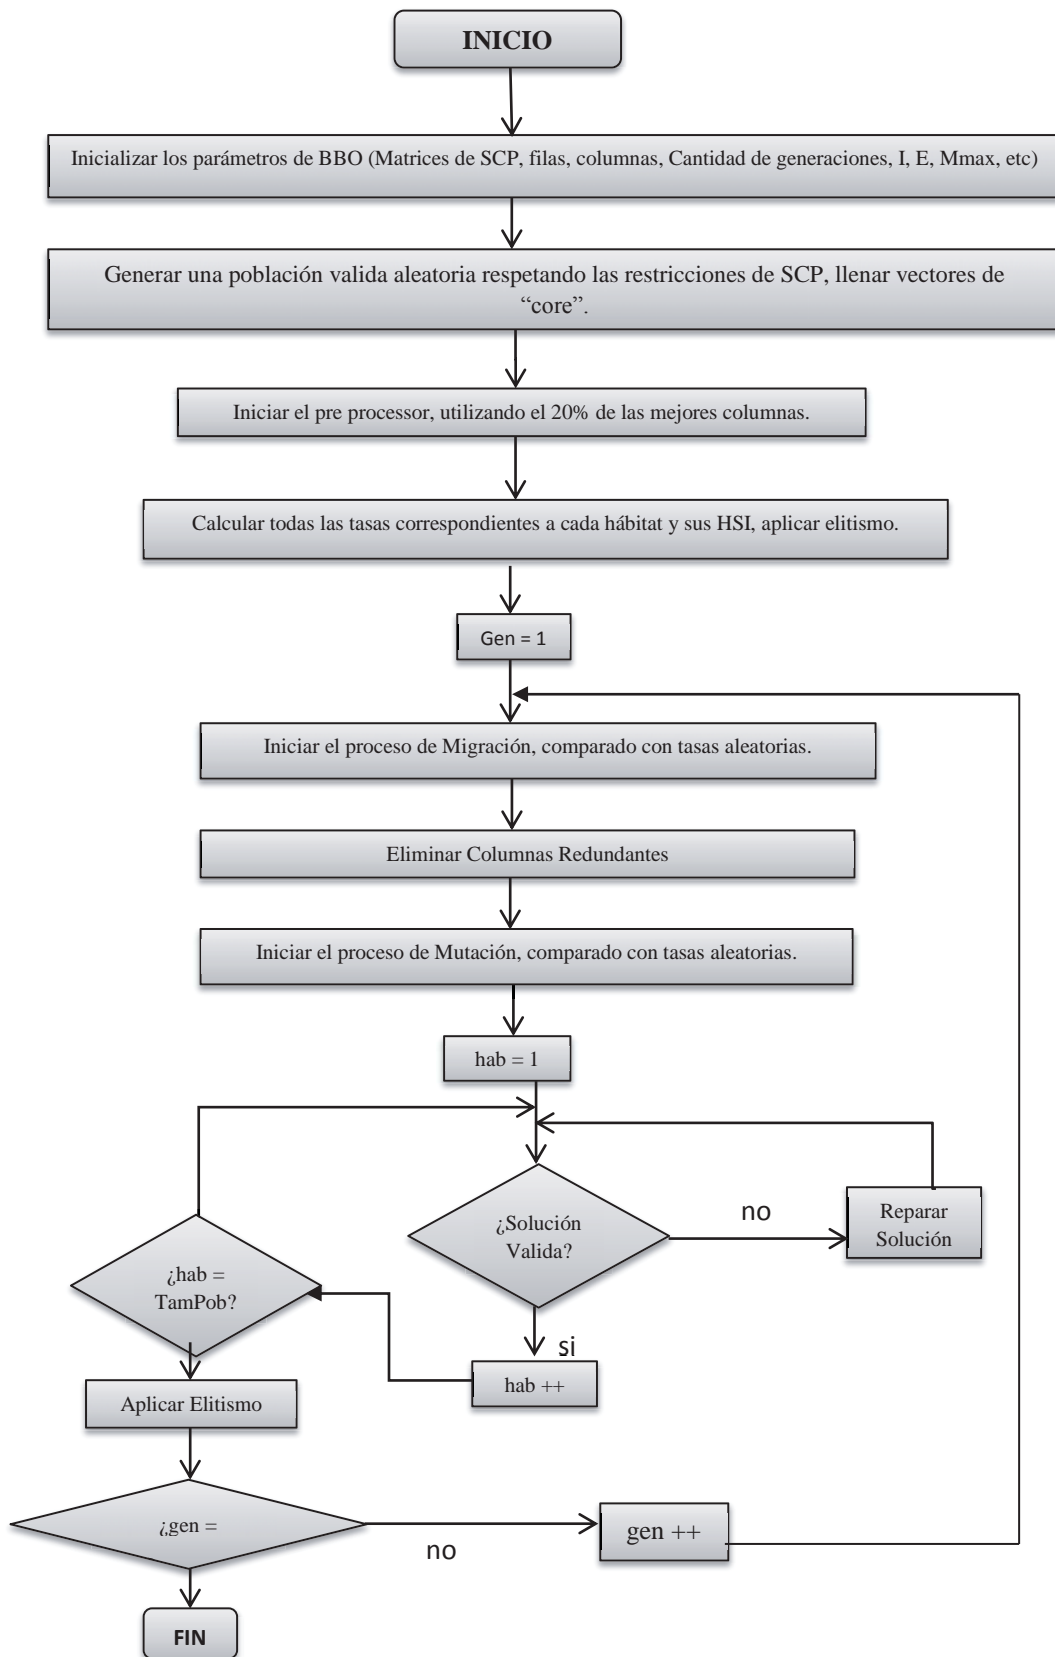 INICIO
Inicializar los parámetros de BBO (Matrices de SCP, filas, columnas, Cantidad de generaciones, I, E, Mmax, etc)
Generar una población valida aleatoria respetando las restricciones de SCP, llenar vectores de
“core”.
Iniciar el pre processor, utilizando el 20% de las mejores columnas.
Calcular todas las tasas correspondientes a cada hábitat y sus HSI, aplicar elitismo.
Gen = 1
Iniciar el proceso de Migración, comparado con tasas aleatorias.
Eliminar Columnas Redundantes
Iniciar el proceso de Mutación, comparado con tasas aleatorias.
hab = 1
¿Solución
Valida?
no
Reparar
Solución
¿hab =
TamPob?
si
hab ++
Aplicar Elitismo
¿gen =
no
gen ++
FIN